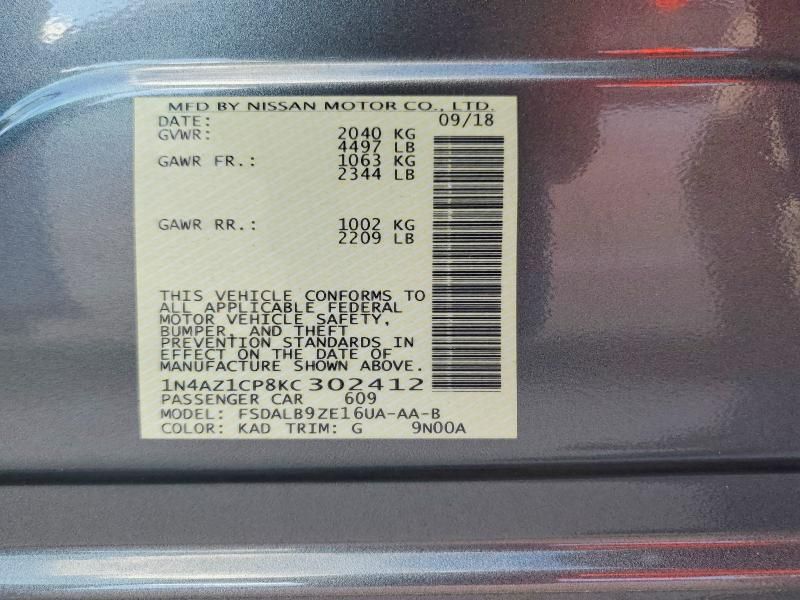 MFD BY NISSAN MOTOR CO., LTD.
DATE: 09/18
GVWR: 2040 KG
4497 LB
GAWR FR.: 1063 KG
2344 LB
GAWR RR.: 1002 KG
2209 LB
THIS VEHICLE CONFORMS TO
ALL APPLICABLE FEDERAL
MOTOR VEHICLE SAFETY,
BUMPER, AND THEFT
PREVENTION STANDARDS IN
EFFECT ON THE DATE OF
MANUFACTURE SHOWN ABOVE.
1N4AZ1CP8KC 302412
PASSENGER CAR 609
MODEL: FSDALB9ZE16UA-AA-B
COLOR: KAD TRIM: G 9N00A